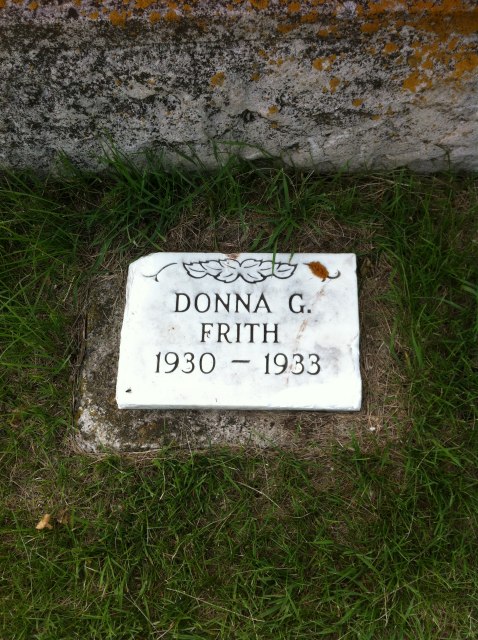 DONNA G.
FRITH
1930 – 1933